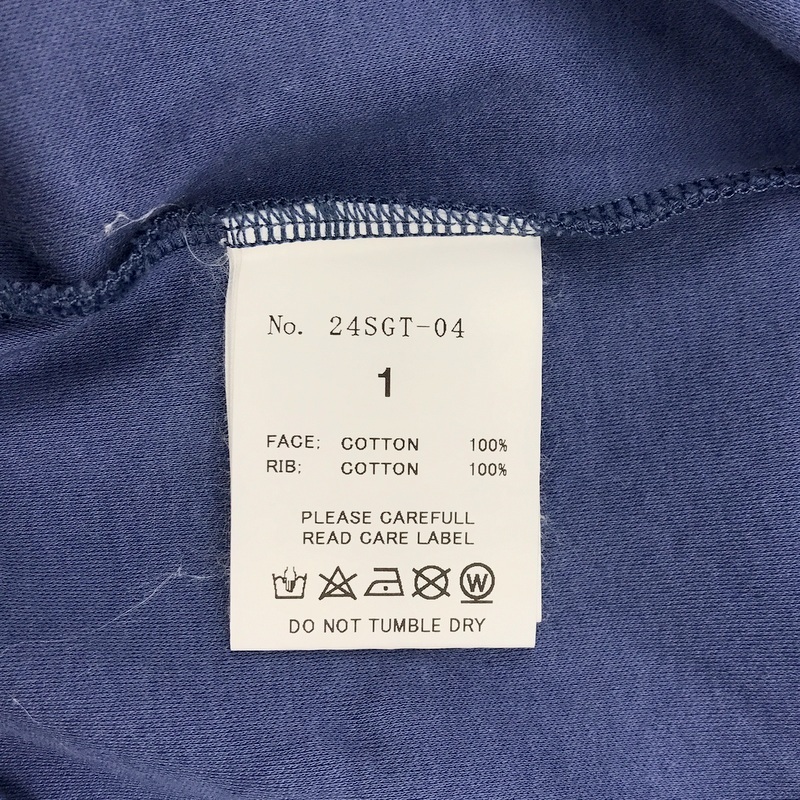 No. 24SGT-04
1
FACE: COTTON 100%
RIB: COTTON 100%
PLEASE CAREFULL
READ CARE LABEL
W
DO NOT TUMBLE DRY